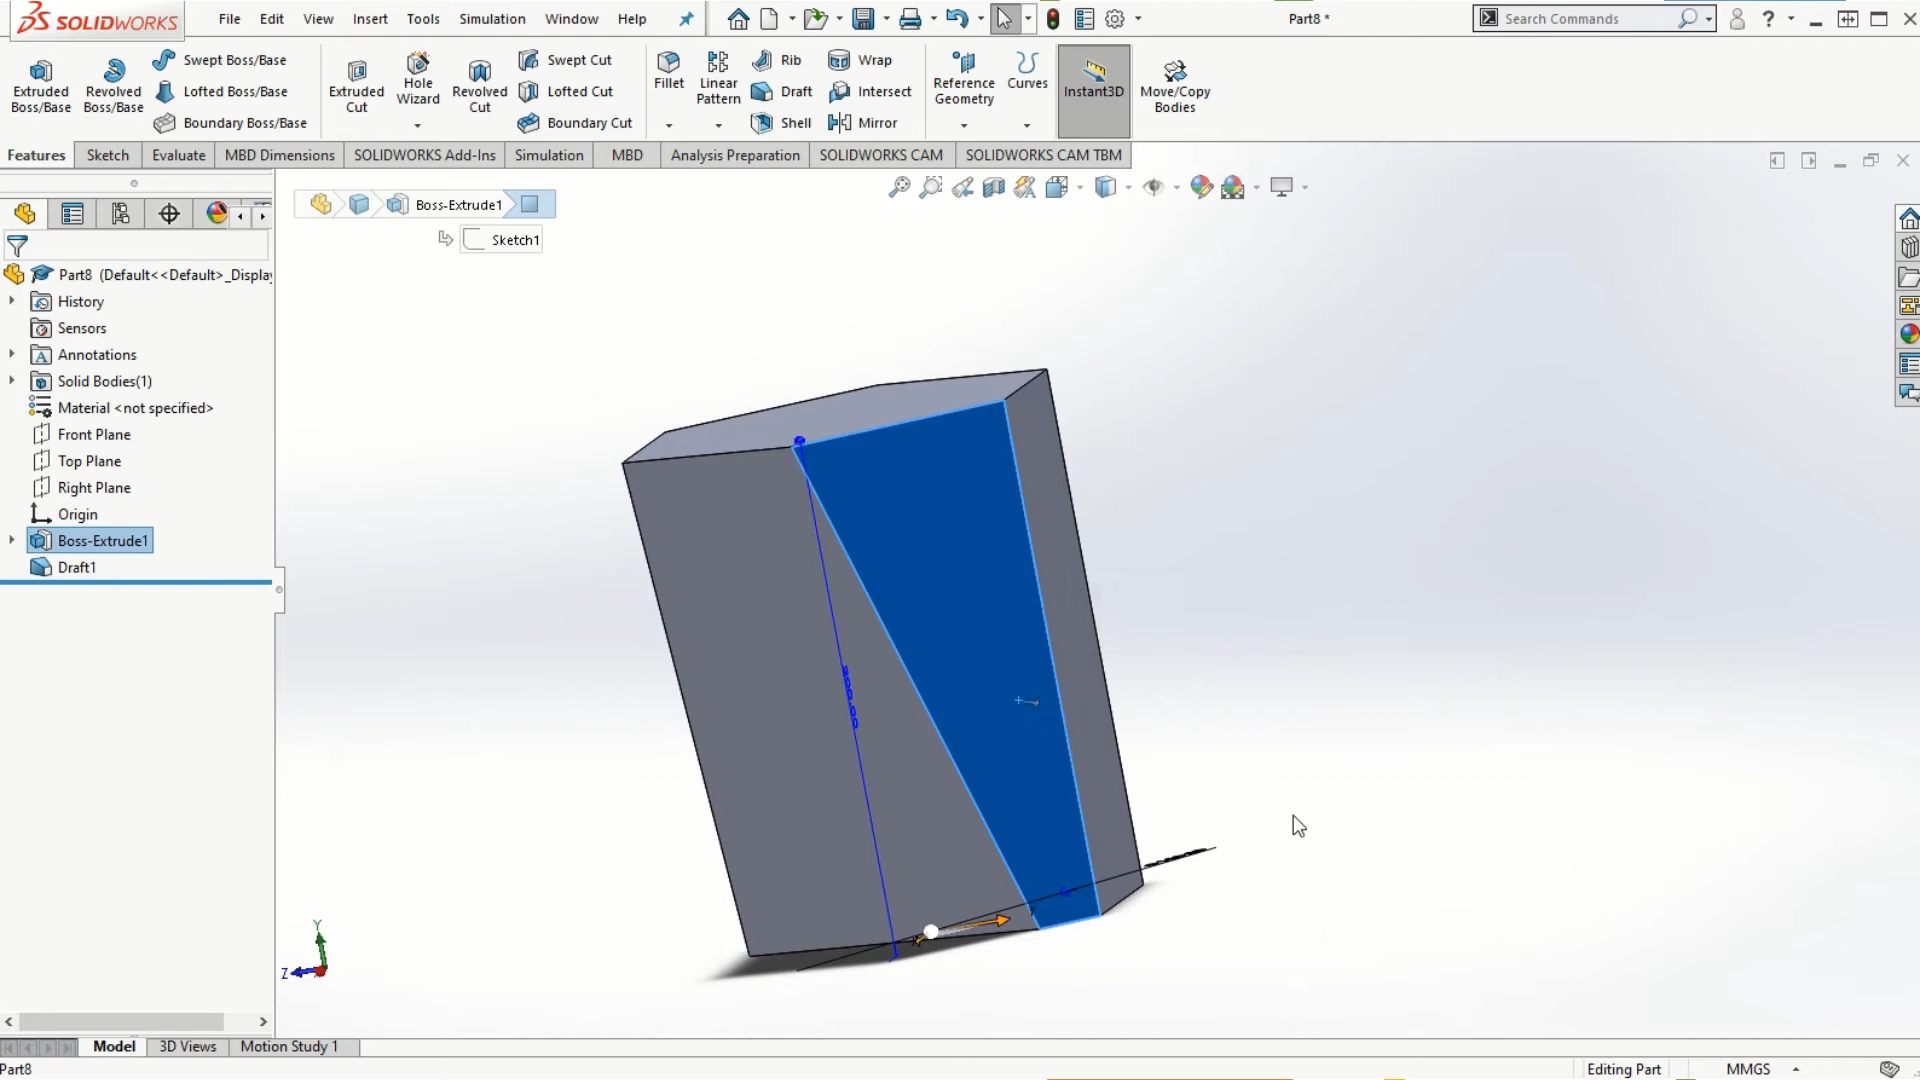 SOLIDWORKS File Edit View Insert Tools Simulation Window Help Part8 * Search Commands ?
Extruded Boss/Base
Revolved Boss/Base
Swept Boss/Base
Lofted Boss/Base
Boundary Boss/Base
Extruded Cut
Hole Wizard
Revolved Cut
Swept Cut
Lofted Cut
Boundary Cut
Fillet
Linear Pattern
Rib
Draft
Shell
Wrap
Intersect
Mirror
Reference Geometry
Curves
Instant3D
Move/Copy Bodies
Features Sketch Evaluate MBD Dimensions SOLIDWORKS Add-Ins Simulation MBD Analysis Preparation SOLIDWORKS CAM SOLIDWORKS CAM TBM
Boss-Extrude1
Sketch1
Part8 (Default<<Default>_Display
History
Sensors
Annotations
Solid Bodies(1)
Material <not specified>
Front Plane
Top Plane
Right Plane
Origin
Boss-Extrude1
Draft1
Y
Z
Model 3D Views Motion Study 1
Part8 Editing Part MMGS